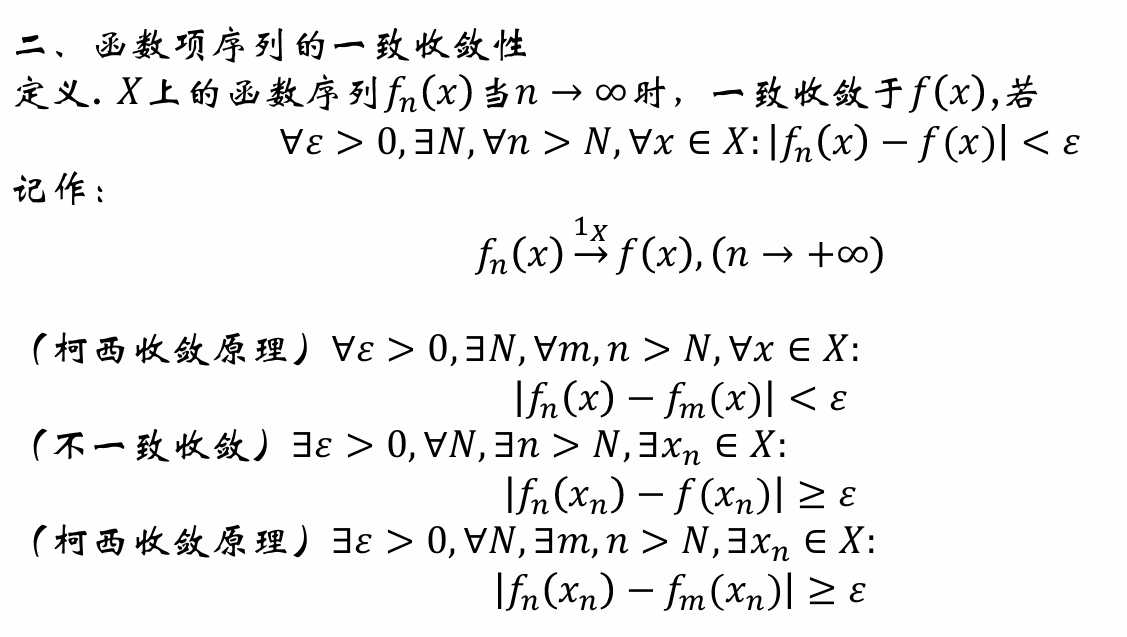 二、函数项序列的一致收敛性
定义. X上的函数序列fₙ(x)当n → ∞时，一致收敛于f(x),若
∀ε > 0, ∃N, ∀n > N, ∀x ∈ X: |fₙ(x) − f(x)| < ε
记作：
fₙ(x) →^{1_X} f(x), (n → +∞)
（柯西收敛原理）∀ε > 0, ∃N, ∀m, n > N, ∀x ∈ X:
|fₙ(x) − fₘ(x)| < ε
（不一致收敛）∃ε > 0, ∀N, ∃n > N, ∃xₙ ∈ X:
|fₙ(xₙ) − f(xₙ)| ≥ ε
（柯西收敛原理）∃ε > 0, ∀N, ∃m, n > N, ∃xₙ ∈ X:
|fₙ(xₙ) − fₘ(xₙ)| ≥ ε